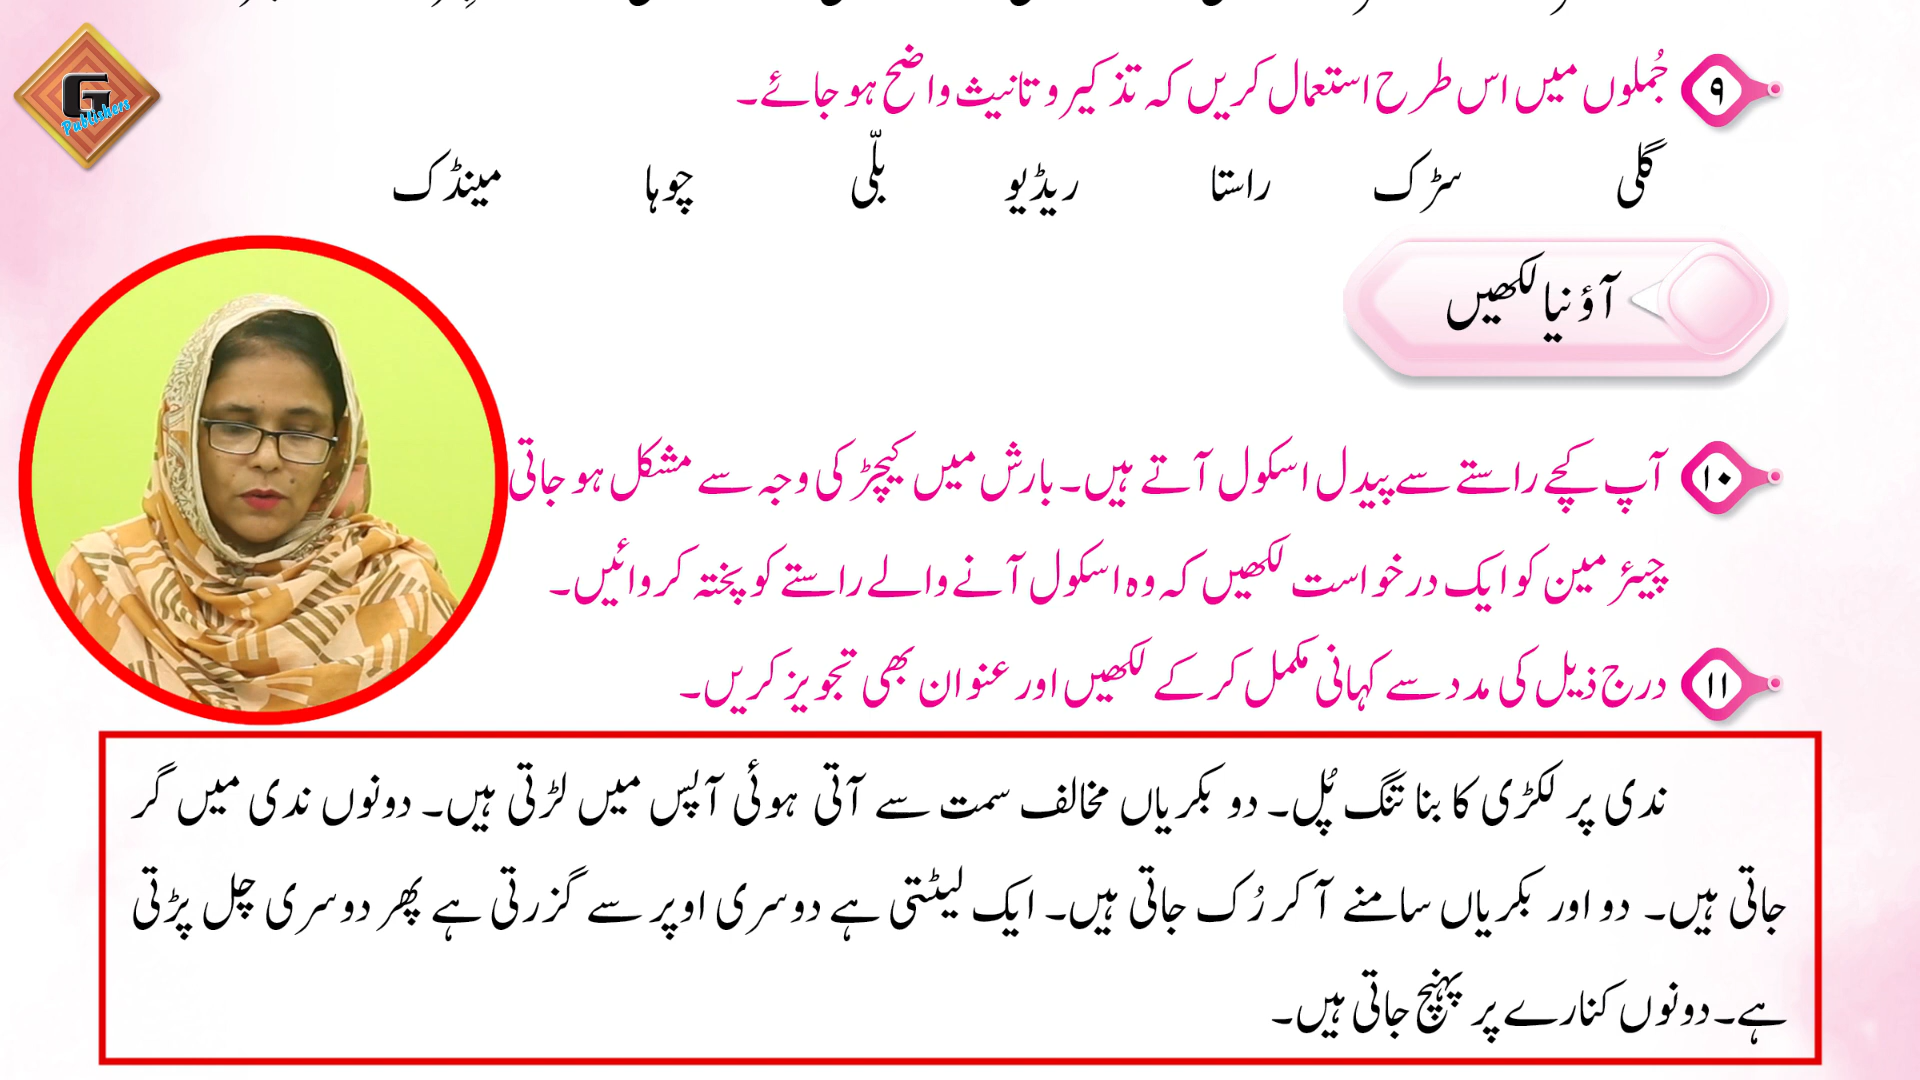 G
Publishers
۹ جُملوں میں اس طرح استعمال کریں کہ تذکیر و تانیث واضح ہو جائے۔
گلی سڑک راستا ریڈیو بلّی چوہا مینڈک
آؤ نیا لکھیں
۱۰ آپ کچے راستے سے پیدل اسکول آتے ہیں۔ بارش میں کیچڑ کی وجہ سے مشکل ہو جاتی
چیئرمین کو ایک درخواست لکھیں کہ وہ اسکول آنے والے راستے کو پختہ کروائیں۔
۱۱ درج ذیل کی مدد سے کہانی مکمل کر کے لکھیں اور عنوان بھی تجویز کریں۔
ندی پر لکڑی کا بنا تنگ پُل۔ دو بکریاں مخالف سمت سے آتی ہوئی آپس میں لڑتی ہیں۔ دونوں ندی میں گر
جاتی ہیں۔ دو اور بکریاں سامنے آ کر رُک جاتی ہیں۔ ایک لیٹتی ہے دوسری اوپر سے گزرتی ہے پھر دوسری چل پڑتی
ہے۔ دونوں کنارے پر پہنچ جاتی ہیں۔